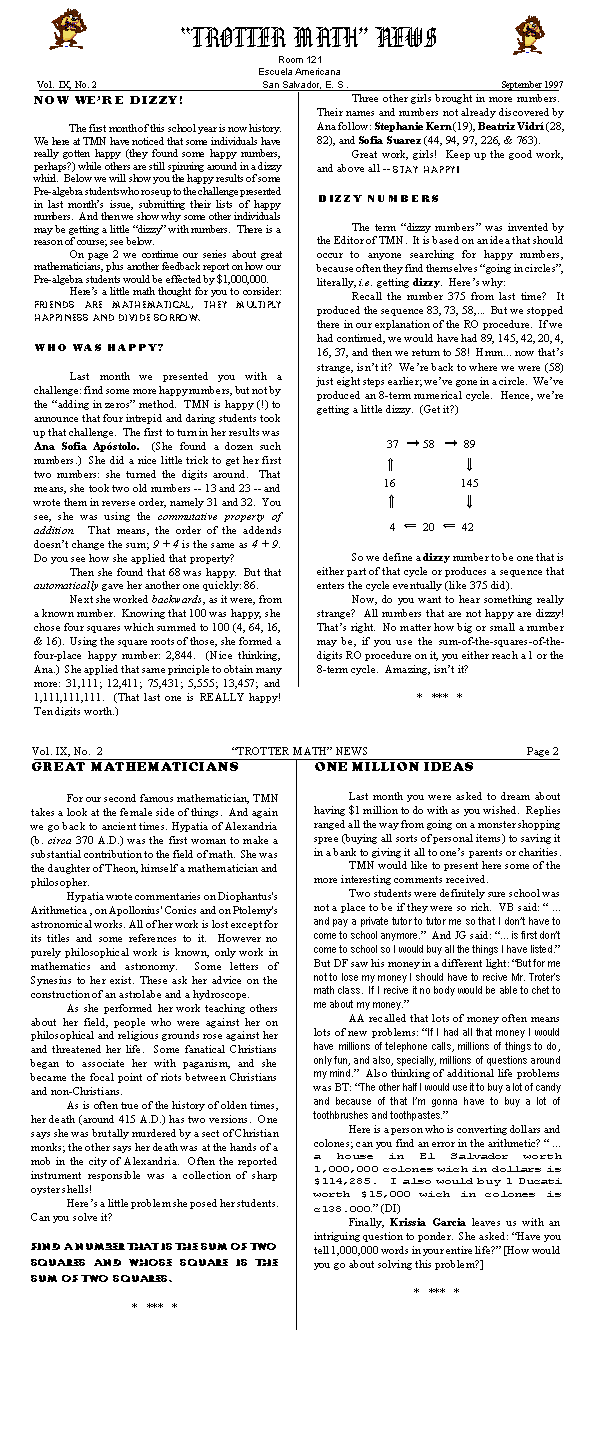 “TROTTER MATH” NEWS
Room 121
Escuela Americana
Vol. IX, No. 2 San Salvador, E. S. September 1997
NOW WE’RE DIZZY!
The first month of this school year is now history.
We here at TMN have noticed that some individuals have
really gotten happy (they found some happy numbers,
perhaps?) while others are still spinning around in a dizzy
whirl. Below we will show you the happy results of some
Pre-algebra students who rose up to the challenge presented
in last month’s issue, submitting their lists of happy
numbers. And then we show why some other individuals
may be getting a little “dizzy” with numbers. There is a
reason of course; see below.
On page 2 we continue our series about great
mathematicians, plus another feedback report on how our
Pre-algebra students would be effected by $1,000,000.
Here’s a little math thought for you to consider:
FRIENDS ARE MATHEMATICAL, THEY MULTIPLY
HAPPINESS AND DIVIDE SORROW.
WHO WAS HAPPY?
Last month we presented you with a
challenge: find some more happy numbers, but not by
the “adding in zeros” method. TMN is happy (!) to
announce that four intrepid and daring students took
up that challenge. The first to turn in her results was
Ana Sofia Apóstolo. (She found a dozen such
numbers.) She did a nice little trick to get her first
two numbers: she turned the digits around. That
means, she took two old numbers -- 13 and 23 -- and
wrote them in reverse order, namely 31 and 32. You
see, she was using the commutative property of
addition. That means, the order of the addends
doesn’t change the sum; 9 + 4 is the same as 4 + 9.
Do you see how she applied that property?
Then she found that 68 was happy. But that
automatically gave her another one quickly: 86.
Next she worked backwards, as it were, from
a known number. Knowing that 100 was happy, she
chose four squares which summed to 100 (4, 64, 16,
& 16). Using the square roots of those, she formed a
four-place happy number: 2,844. (Nice thinking,
Ana.) She applied that same principle to obtain many
more: 31,111; 12,411; 75,431; 5,555; 13,457; and
1,111,111,111. (That last one is REALLY happy!
Ten digits worth.)
Three other girls brought in more numbers.
Their names and numbers not already discovered by
Ana follow: Stephanie Kern (19), Beatriz Vidrí (28,
82), and Sofia Suarez (44, 94, 97, 226, & 763).
Great work, girls! Keep up the good work,
and above all -- STAY HAPPY!
DIZZY NUMBERS
The term “dizzy numbers” was invented by
the Editor of TMN. It is based on an idea that should
occur to anyone searching for happy numbers,
because often they find themselves “going in circles”,
literally, i.e. getting dizzy. Here’s why:
Recall the number 375 from last time? It
produced the sequence 83, 73, 58,... But we stopped
there in our explanation of the RO procedure. If we
had continued, we would have had 89, 145, 42, 20, 4,
16, 37, and then we return to 58! Hmm... now that’s
strange, isn’t it? We’re back to where we were (58)
just eight steps earlier; we’ve gone in a circle. We’ve
produced an 8-term numerical cycle. Hence, we’re
getting a little dizzy. (Get it?)
37 → 58 → 89
⇑ ⇓
16 145
⇑ ⇓
4 ⇐ 20 ⇐ 42
So we define a dizzy number to be one that is
either part of that cycle or produces a sequence that
enters the cycle eventually (like 375 did).
Now, do you want to hear something really
strange? All numbers that are not happy are dizzy!
That’s right. No matter how big or small a number
may be, if you use the sum-of-the-squares-of-the-
digits RO procedure on it, you either reach a 1 or the
8-term cycle. Amazing, isn’t it?
* *** *
Vol. IX, No. 2 “TROTTER MATH” NEWS Page 2
GREAT MATHEMATICIANS
For our second famous mathematician, TMN
takes a look at the female side of things. And again
we go back to ancient times. Hypatia of Alexandria
(b. circa 370 A.D.) was the first woman to make a
substantial contribution to the field of math. She was
the daughter of Theon, himself a mathematician and
philosopher.
Hypatia wrote commentaries on Diophantus's
Arithmetica , on Apollonius' Conics and on Ptolemy's
astronomical works. All of her work is lost except for
its titles and some references to it. However no
purely philosophical work is known, only work in
mathematics and astronomy. Some letters of
Synesius to her exist. These ask her advice on the
construction of an astrolabe and a hydroscope.
As she performed her work teaching others
about her field, people who were against her on
philosophical and religious grounds rose against her
and threatened her life. Some fanatical Christians
began to associate her with paganism, and she
became the focal point of riots between Christians
and non-Christians.
As is often true of the history of olden times,
her death (around 415 A.D.) has two versions. One
says she was brutally murdered by a sect of Christian
monks; the other says her death was at the hands of a
mob in the city of Alexandria. Often the reported
instrument responsible was a collection of sharp
oyster shells!
Here’s a little problem she posed her students.
Can you solve it?
FIND A NUMBER THAT IS THE SUM OF TWO
SQUARES AND WHOSE SQUARE IS THE
SUM OF TWO SQUARES.
* *** *
ONE MILLION IDEAS
Last month you were asked to dream about
having $1 million to do with as you wished. Replies
ranged all the way from going on a monster shopping
spree (buying all sorts of personal items) to saving it
in a bank to giving it all to one’s parents or charities.
TMN would like to present here some of the
more interesting comments received.
Two students were definitely sure school was
not a place to be if they were so rich. VB said: “ ...
and pay a private tutor to tutor me so that I don’t have to
come to school anymore.” And JG said: “... is first don’t
come to school so I would buy all the things I have listed.”
But DF saw his money in a different light: “But for me
not to lose my money I should have to recive Mr. Troter’s
math class. If I recive it no body would be able to chet to
me about my money.”
AA recalled that lots of money often means
lots of new problems: “If I had all that money I would
have millions of telephone calls, millions of things to do,
only fun, and also, specially, millions of questions around
my mind.” Also thinking of additional life problems
was BT: “The other half I would use it to buy a lot of candy
and because of that I’m gonna have to buy a lot of
toothbrushes and toothpastes.”
Here is a person who is converting dollars and
colones; can you find an error in the arithmetic? “ ...
a house in El Salvador worth
1,000,000 colones wich in dollars is
$114,285. I also would buy 1 Ducati
worth $15,000 wich in colones is
¢138.000.” (DI)
Finally, Krissia Garcia leaves us with an
intriguing question to ponder. She asked: “Have you
tell 1,000,000 words in your entire life?” [How would
you go about solving this problem?]
* *** *